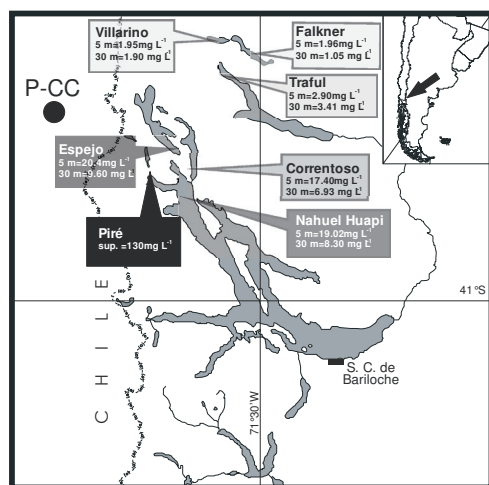 Villarino
5 m=1.95mg L-1
30 m=1.90 mg L-1
Falkner
5 m=1.96mg L-1
30 m=1.05 mg L-1
Traful
5 m=2.90mg L-1
30 m=3.41 mg L-1
P-CC
Espejo
5 m=20.4mg L-1
30 m=9.60 mg L-1
Correntoso
5 m=17.40mg L-1
30 m=6.93 mg L-1
Piré
sup. =130mg L-1
Nahuel Huapi
5 m=19.02mg L-1
30 m=8.30 mg L-1
41 ºS
CHILE
S. C. de
Bariloche
71º30'W